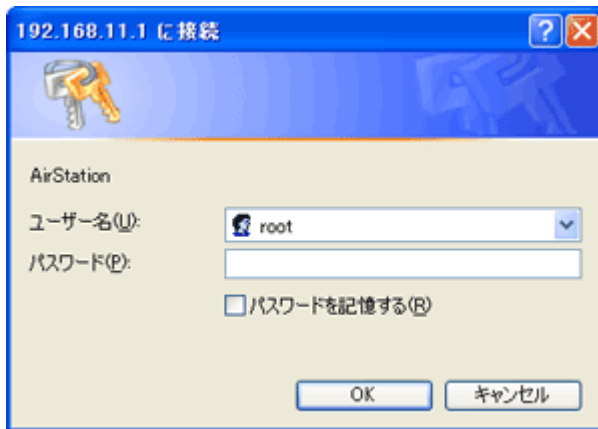 192.168.11.1 に接続
AirStation
ユーザー名(U):
root
パスワード(P):
パスワードを記憶する(R)
OK
キャンセル